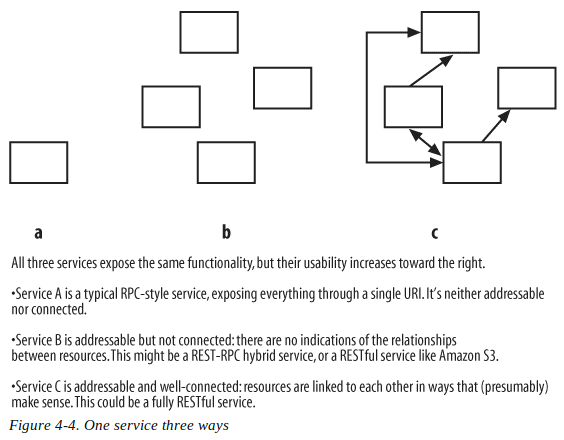 a b c
All three services expose the same functionality, but their usability increases toward the right.
•Service A is a typical RPC-style service, exposing everything through a single URI. It's neither addressable
nor connected.
•Service B is addressable but not connected: there are no indications of the relationships
between resources. This might be a REST-RPC hybrid service, or a RESTful service like Amazon S3.
•Service C is addressable and well-connected: resources are linked to each other in ways that (presumably)
make sense. This could be a fully RESTful service.
Figure 4-4. One service three ways